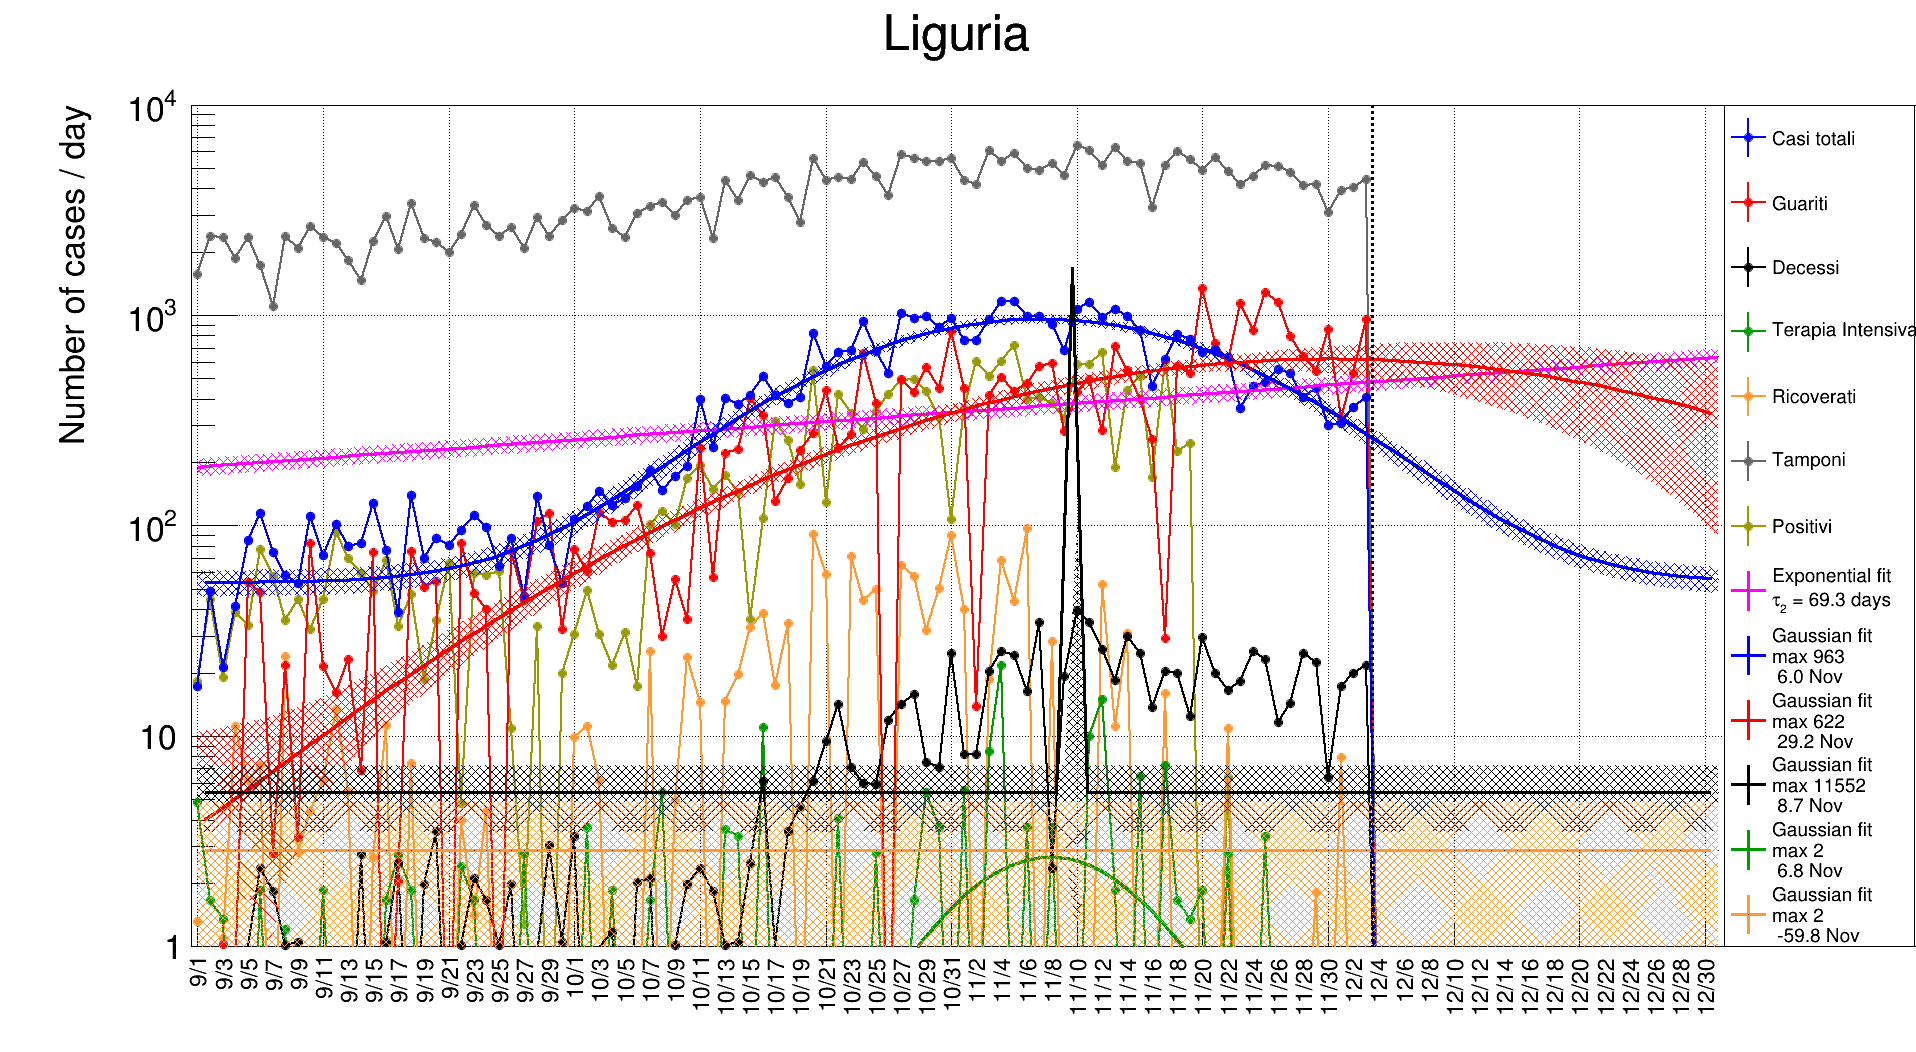 Liguria
Number of cases / day
10^4
10^3
10^2
10
1
9/1
9/3
9/5
9/7
9/9
9/11
9/13
9/15
9/17
9/19
9/21
9/23
9/25
9/27
9/29
10/1
10/3
10/5
10/7
10/9
10/11
10/13
10/15
10/17
10/19
10/21
10/23
10/25
10/27
10/29
10/31
11/2
11/4
11/6
11/8
11/10
11/12
11/14
11/16
11/18
11/20
11/22
11/24
11/26
11/28
11/30
12/2
12/4
12/6
12/8
12/10
12/12
12/14
12/16
12/18
12/20
12/22
12/24
12/26
12/28
12/30
Casi totali
Guariti
Decessi
Terapia Intensiva
Ricoverati
Tamponi
Positivi
Exponential fit
τ₂ = 69.3 days
Gaussian fit
max 963
6.0 Nov
Gaussian fit
max 622
29.2 Nov
Gaussian fit
max 11552
8.7 Nov
Gaussian fit
max 2
6.8 Nov
Gaussian fit
max 2
-59.8 Nov